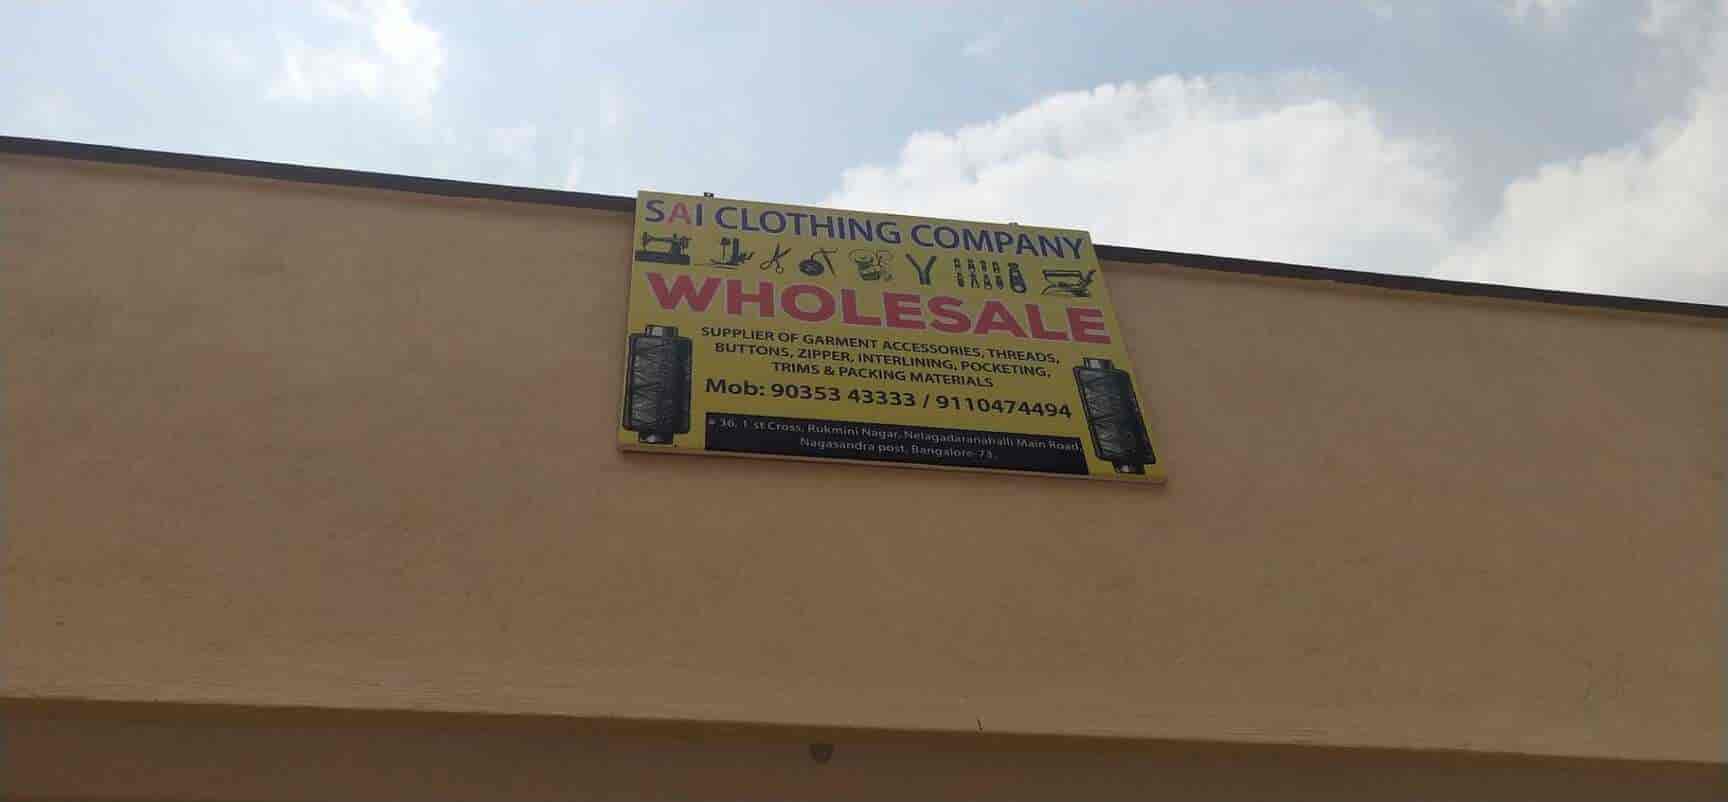 SAI CLOTHING COMPANY
WHOLESALE
SUPPLIER OF GARMENT ACCESSORIES, THREADS,
BUTTONS, ZIPPER, INTERLINING, POCKETING,
TRIMS & PACKING MATERIALS
Mob: 90353 43333 / 9110474494
# 36, 1 st Cross, Rukmini Nagar, Nelagadaranahalli Main Road,
Nagasandra post, Bangalore-73.